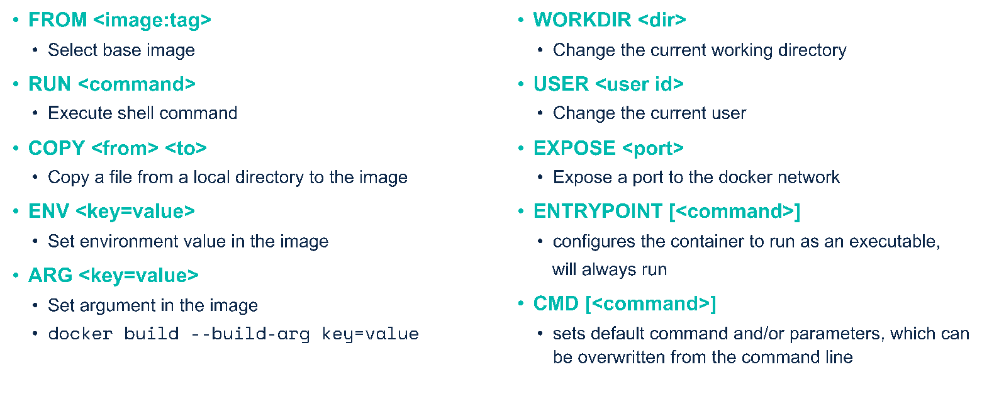 • FROM <image:tag>
• Select base image
• RUN <command>
• Execute shell command
• COPY <from> <to>
• Copy a file from a local directory to the image
• ENV <key=value>
• Set environment value in the image
• ARG <key=value>
• Set argument in the image
• docker build --build-arg key=value
• WORKDIR <dir>
• Change the current working directory
• USER <user id>
• Change the current user
• EXPOSE <port>
• Expose a port to the docker network
• ENTRYPOINT [<command>]
• configures the container to run as an executable,
will always run
• CMD [<command>]
• sets default command and/or parameters, which can
be overwritten from the command line